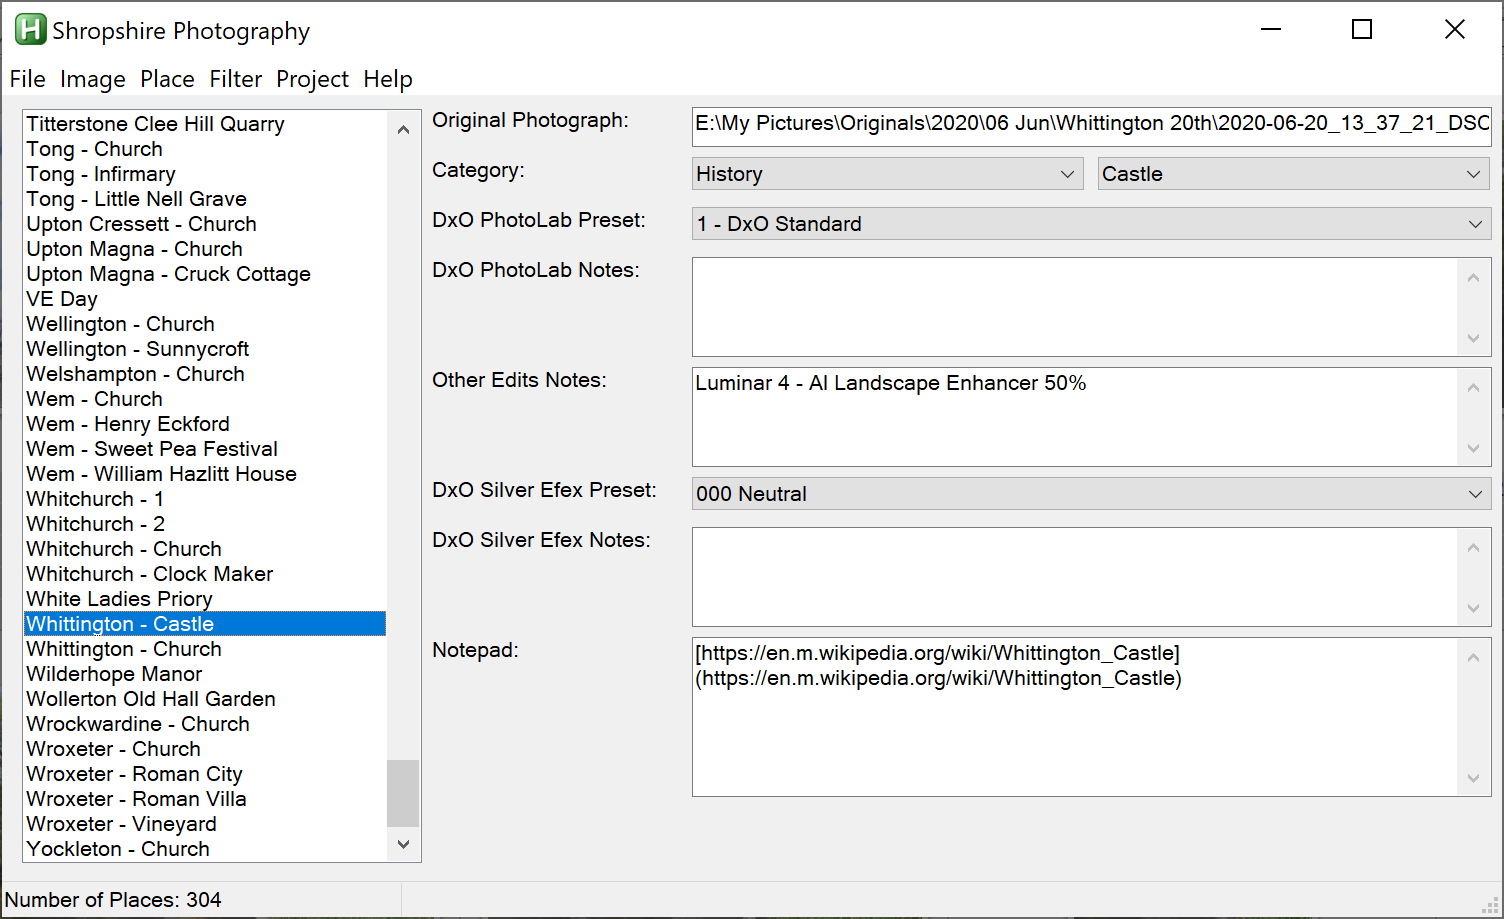 H Shropshire Photography
File Image Place Filter Project Help
Titterstone Clee Hill Quarry
Tong - Church
Tong - Infirmary
Tong - Little Nell Grave
Upton Cressett - Church
Upton Magna - Church
Upton Magna - Cruck Cottage
VE Day
Wellington - Church
Wellington - Sunnycroft
Welshampton - Church
Wem - Church
Wem - Henry Eckford
Wem - Sweet Pea Festival
Wem - William Hazlitt House
Whitchurch - 1
Whitchurch - 2
Whitchurch - Church
Whitchurch - Clock Maker
White Ladies Priory
Whittington - Castle
Whittington - Church
Wilderhope Manor
Wollerton Old Hall Garden
Wrockwardine - Church
Wroxeter - Church
Wroxeter - Roman City
Wroxeter - Roman Villa
Wroxeter - Vineyard
Yockleton - Church
Original Photograph: E:\My Pictures\Originals\2020\06 Jun\Whittington 20th\2020-06-20_13_37_21_DSC
Category: History Castle
DxO PhotoLab Preset: 1 - DxO Standard
DxO PhotoLab Notes:
Other Edits Notes: Luminar 4 - AI Landscape Enhancer 50%
DxO Silver Efex Preset: 000 Neutral
DxO Silver Efex Notes:
Notepad: [https://en.m.wikipedia.org/wiki/Whittington_Castle]
(https://en.m.wikipedia.org/wiki/Whittington_Castle)
Number of Places: 304